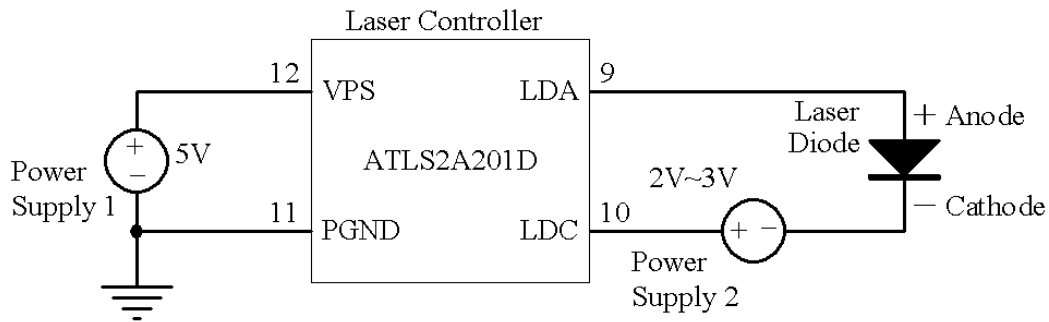 Laser Controller
12
VPS
LDA
9
+
5V
−
Power
Supply 1
ATLS2A201D
Laser
Diode
+ Anode
− Cathode
2V~3V
11
PGND
LDC
10
+ −
Power
Supply 2